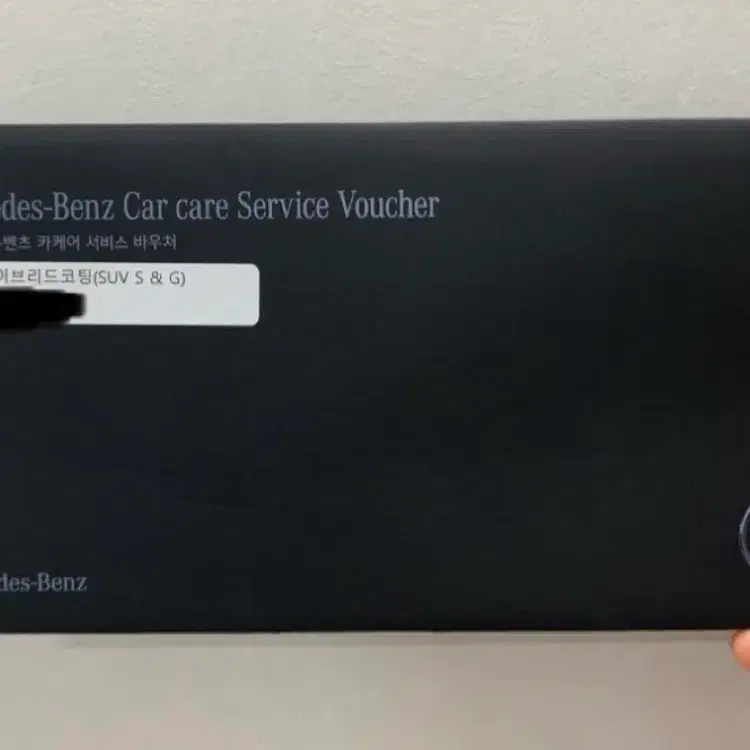 edes-Benz Car care Service Voucher
벤츠 카케어 서비스 바우처
이브리드코팅(SUV S & G)
des-Benz